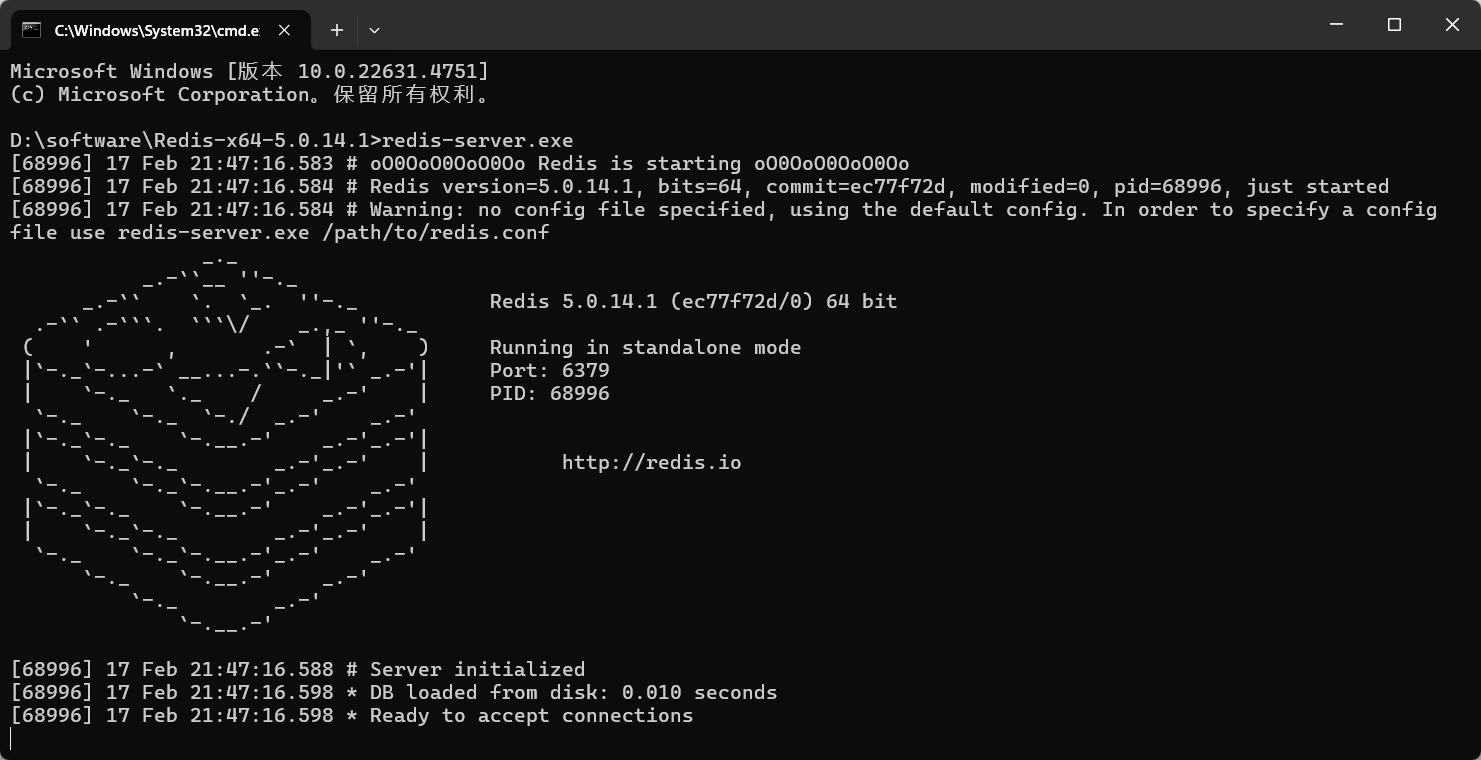 C:\Windows\System32\cmd.e
Microsoft Windows [版本 10.0.22631.4751]
(c) Microsoft Corporation。保留所有权利。
D:\software\Redis-x64-5.0.14.1>redis-server.exe
[68996] 17 Feb 21:47:16.583 # oO0OoO0OoO0Oo Redis is starting oO0OoO0OoO0Oo
[68996] 17 Feb 21:47:16.584 # Redis version=5.0.14.1, bits=64, commit=ec77f72d, modified=0, pid=68996, just started
[68996] 17 Feb 21:47:16.584 # Warning: no config file specified, using the default config. In order to specify a config
file use redis-server.exe /path/to/redis.conf
Redis 5.0.14.1 (ec77f72d/0) 64 bit
Running in standalone mode
Port: 6379
PID: 68996
http://redis.io
[68996] 17 Feb 21:47:16.588 # Server initialized
[68996] 17 Feb 21:47:16.598 * DB loaded from disk: 0.010 seconds
[68996] 17 Feb 21:47:16.598 * Ready to accept connections